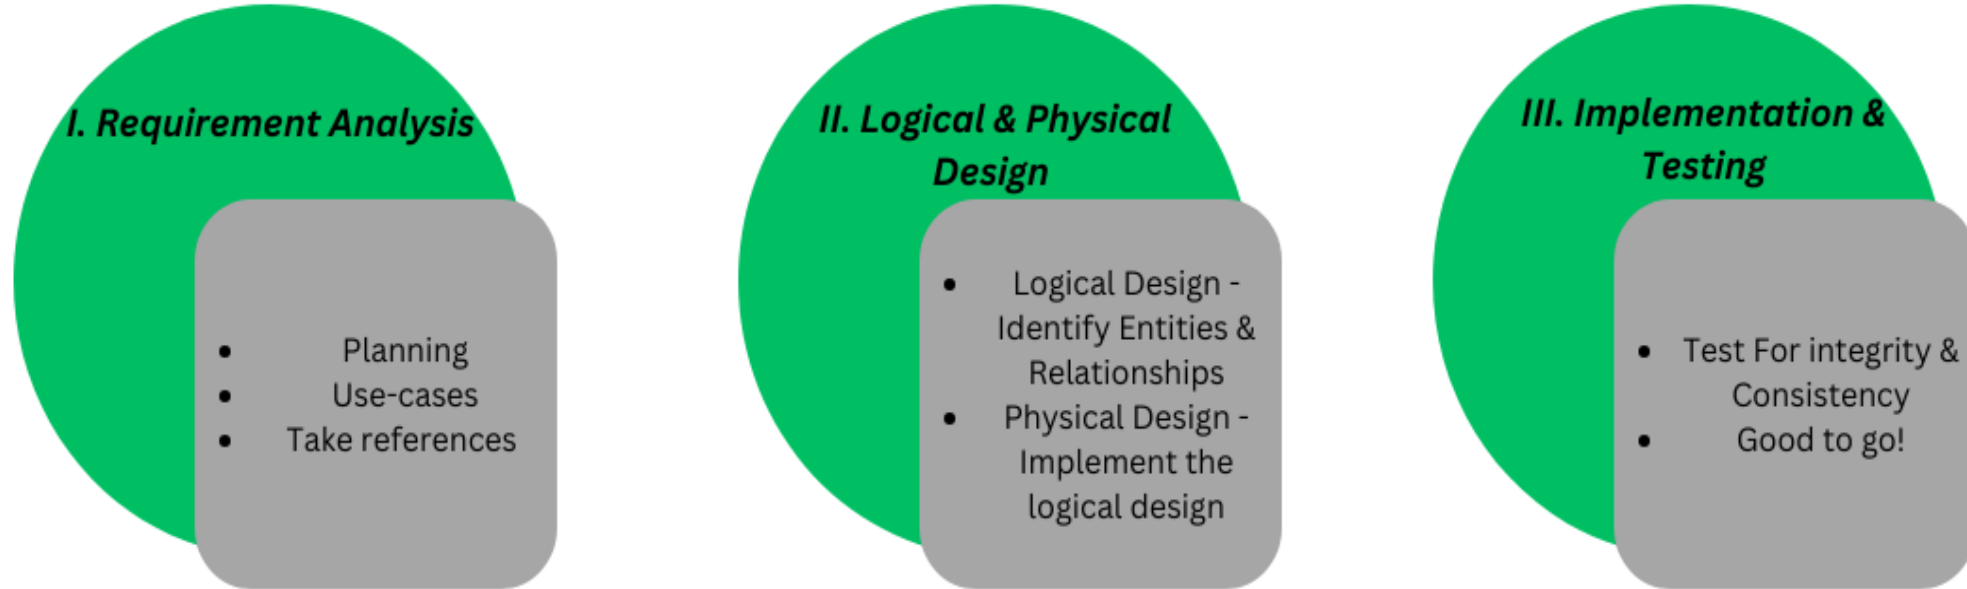 I. Requirement Analysis
• Planning
• Use-cases
• Take references
II. Logical & Physical
Design
• Logical Design -
Identify Entities &
Relationships
• Physical Design -
Implement the
logical design
III. Implementation &
Testing
• Test For integrity &
Consistency
• Good to go!